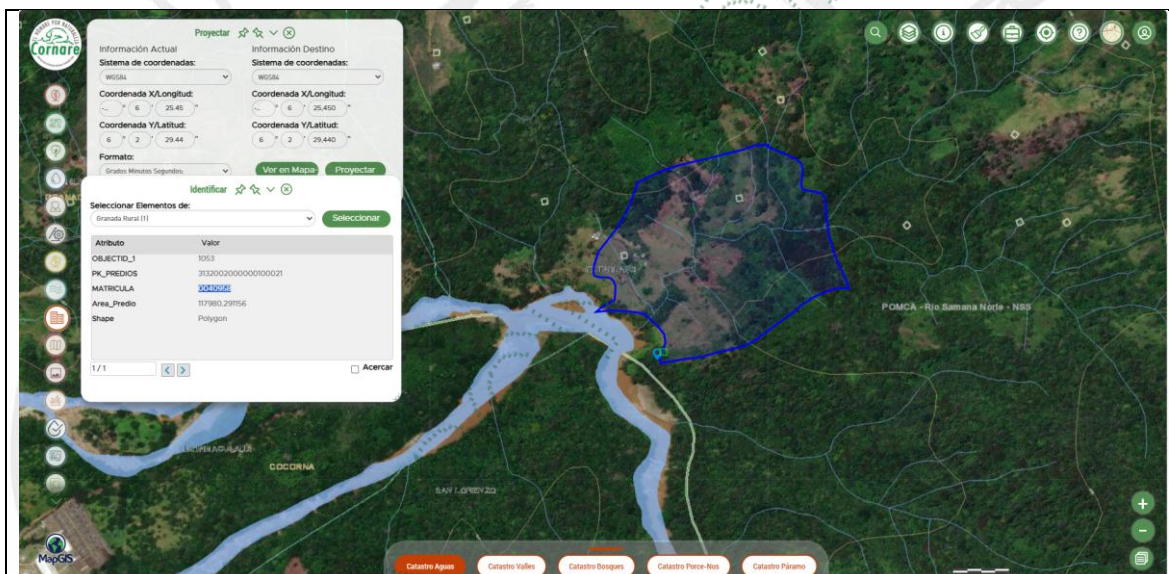 Cornare
Proyectar
Información Actual Información Destino
Sistema de coordenadas: Sistema de coordenadas:
WGS84 WGS84
Coordenada X/Longitud: Coordenada X/Longitud:
-... ° 6 ' 25.45 " -... ° 6 ' 25,450 "
Coordenada Y/Latitud: Coordenada Y/Latitud:
6 ° 2 ' 29.44 " 6 ° 2 ' 29,440 "
Formato:
Grados Minutos Segundos: Ver en Mapa Proyectar
Identificar
Seleccionar Elementos de:
Granada Rural (1) Seleccionar
Atributo Valor
OBJECTID_1 1053
PK_PREDIOS 3132002000000100021
MATRICULA 0040958
Area_Predio 117980.291156
Shape Polygon
1 / 1 < > Acercar
POMCA - Rio Samana Norte - NSS
COCORNA
SAN LORENZO
MapGIS
Catastro Aguas Catastro Valles Catastro Bosques Catastro Porce-Nos Catastro Páramo